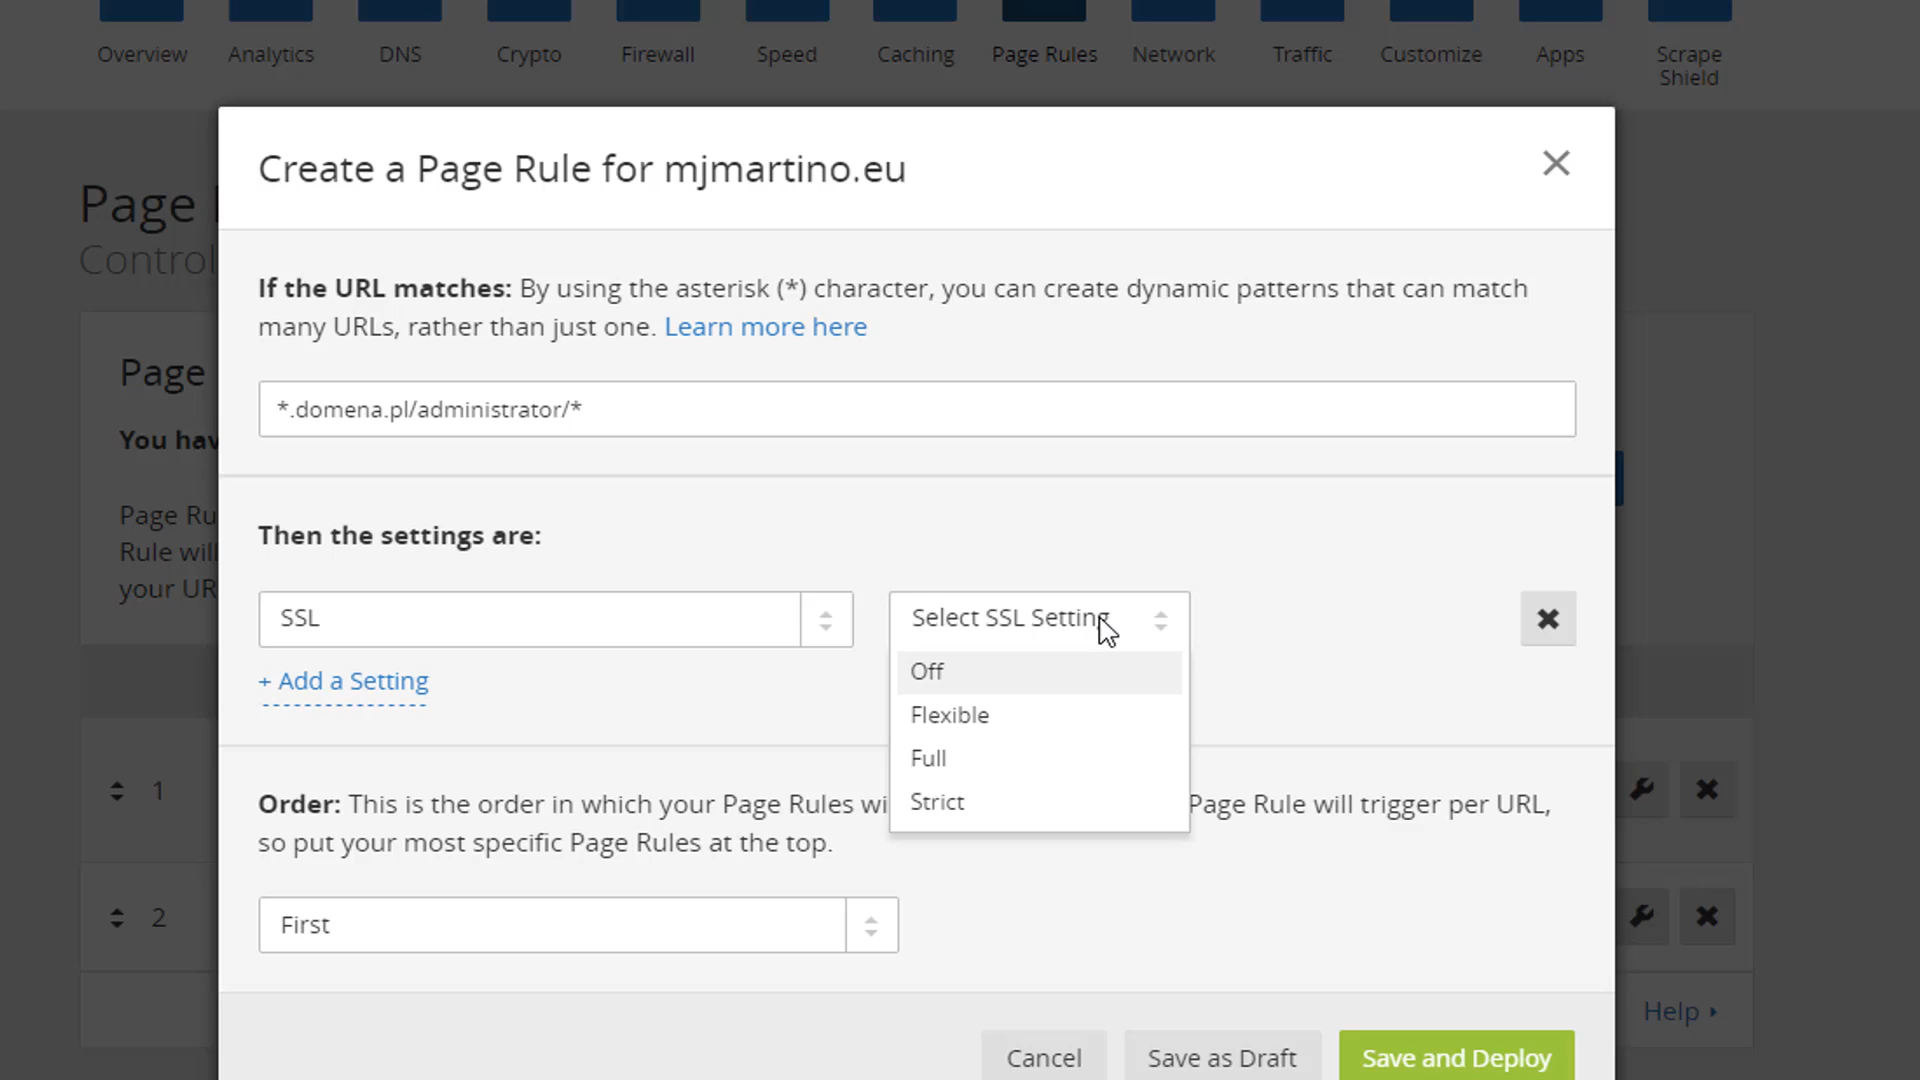 Overview Analytics DNS Crypto Firewall Speed Caching Page Rules Network Traffic Customize Apps Scrape
Shield
Create a Page Rule for mjmartino.eu
Page
Control
If the URL matches: By using the asterisk (*) character, you can create dynamic patterns that can match
many URLs, rather than just one. Learn more here
Page
*.domena.pl/administrator/*
You hav
Page Ru
Rule will
your UR
Then the settings are:
SSL
Select SSL Setting
+ Add a Setting
Off
Flexible
Full
Strict
1
Order: This is the order in which your Page Rules wi Page Rule will trigger per URL,
so put your most specific Page Rules at the top.
2
First
Help
Cancel
Save as Draft
Save and Deploy